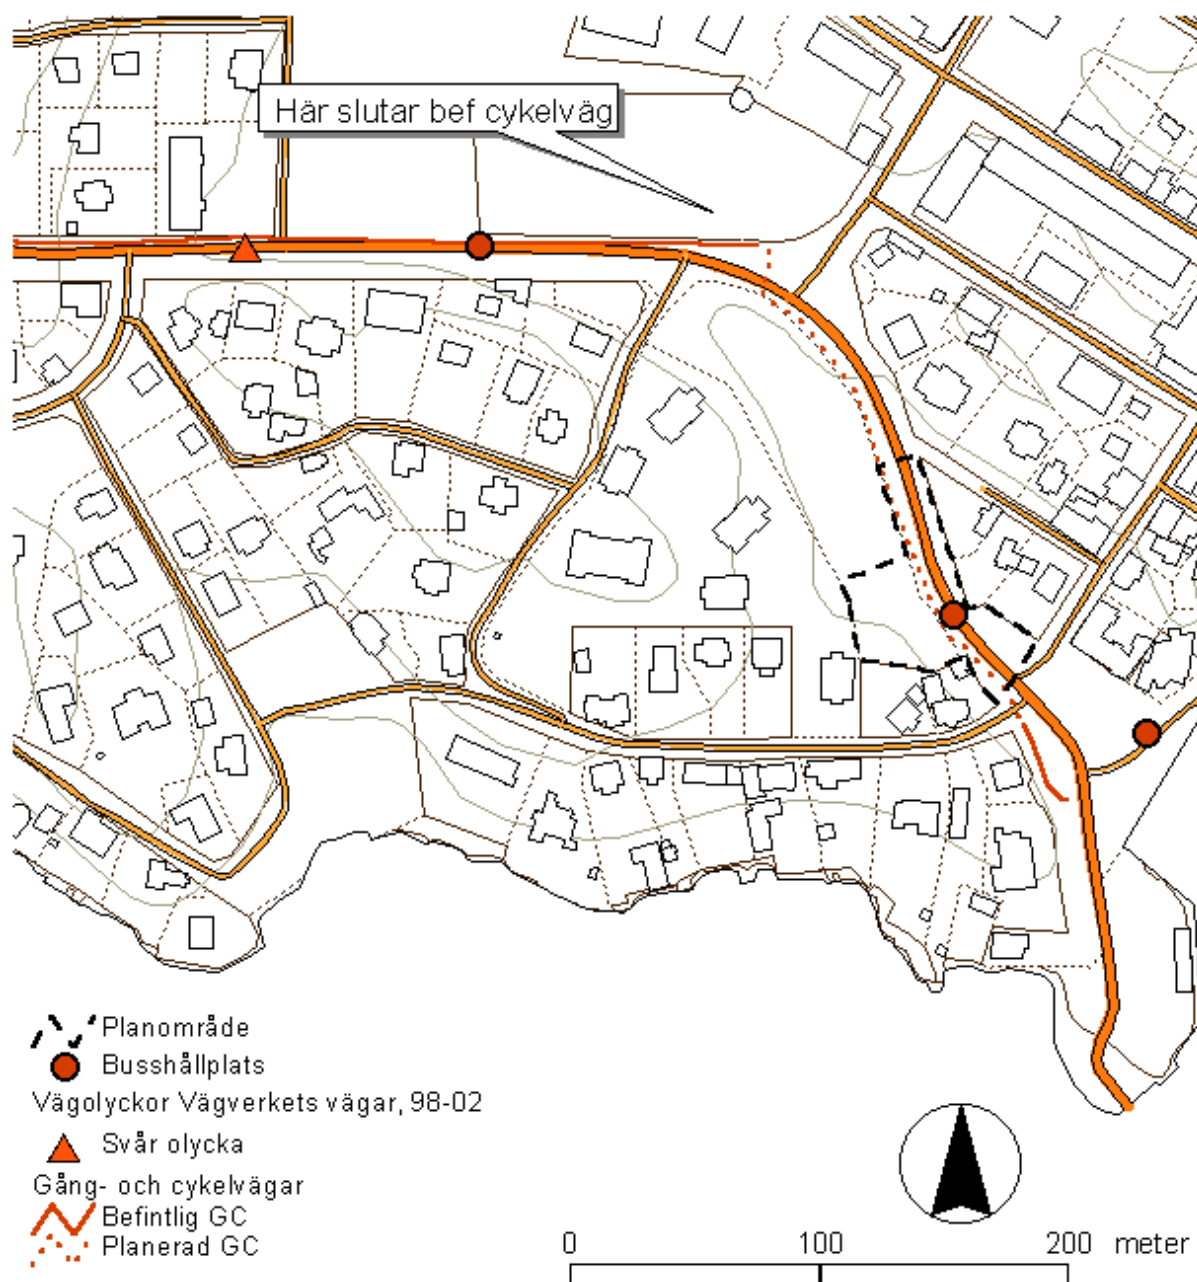 Här slutar bef cykelväg
Planområde
Busshållplats
Vägolyckor Vägverkets vägar, 98-02
Svår olycka
Gång- och cykelvägar
Befintlig GC
Planerad GC
0 100 200 meter